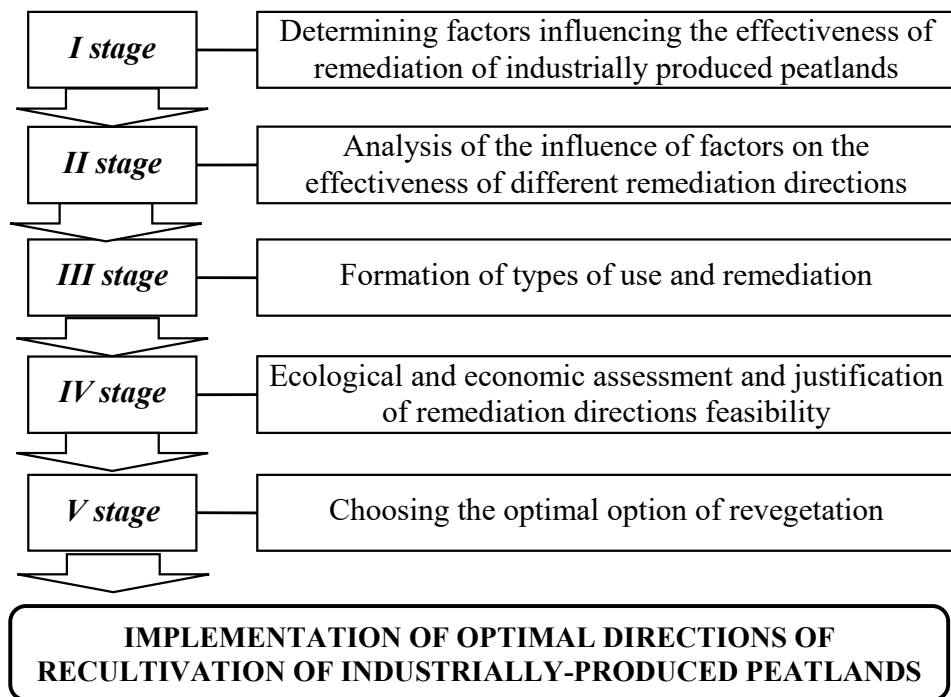 I stage
Determining factors influencing the effectiveness of
remediation of industrially produced peatlands
II stage
Analysis of the influence of factors on the
effectiveness of different remediation directions
III stage
Formation of types of use and remediation
IV stage
Ecological and economic assessment and justification
of remediation directions feasibility
V stage
Choosing the optimal option of revegetation
IMPLEMENTATION OF OPTIMAL DIRECTIONS OF
RECULTIVATION OF INDUSTRIALLY-PRODUCED PEATLANDS